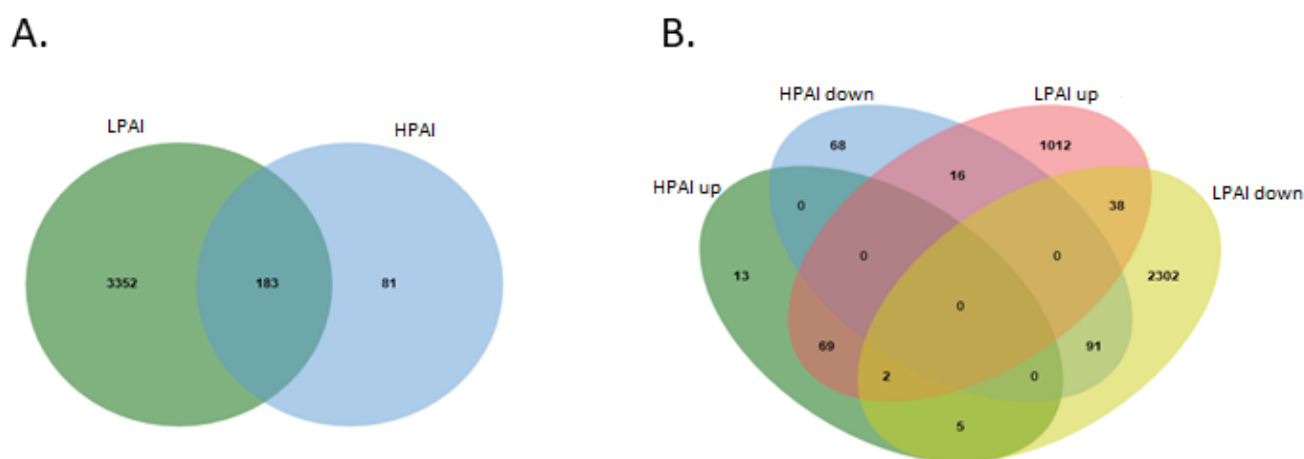 A.
LPAI
HPAI
3352
183
81
B.
HPAI down
LPAI up
HPAI up
LPAI down
68
1012
16
0
38
0
0
13
2302
0
69
91
2
0
5